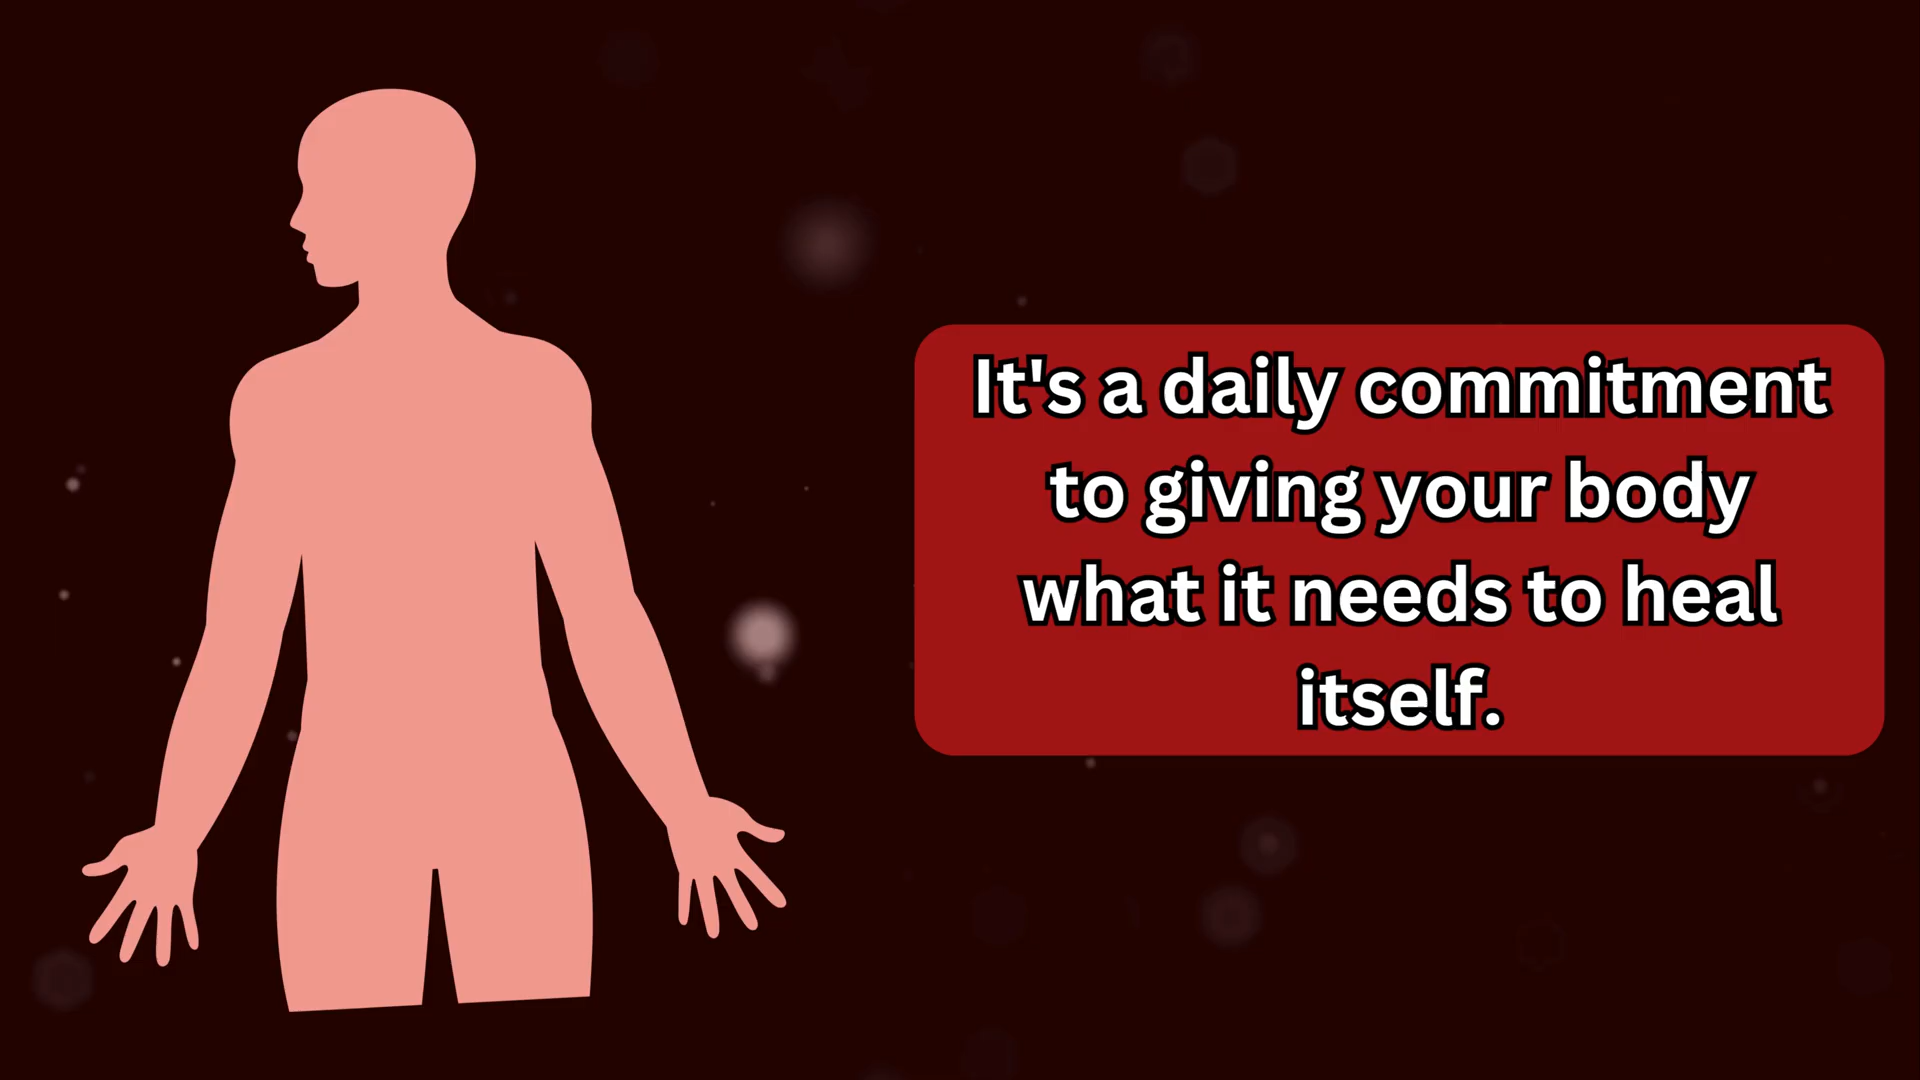 It's a daily commitment
to giving your body
what it needs to heal
itself.